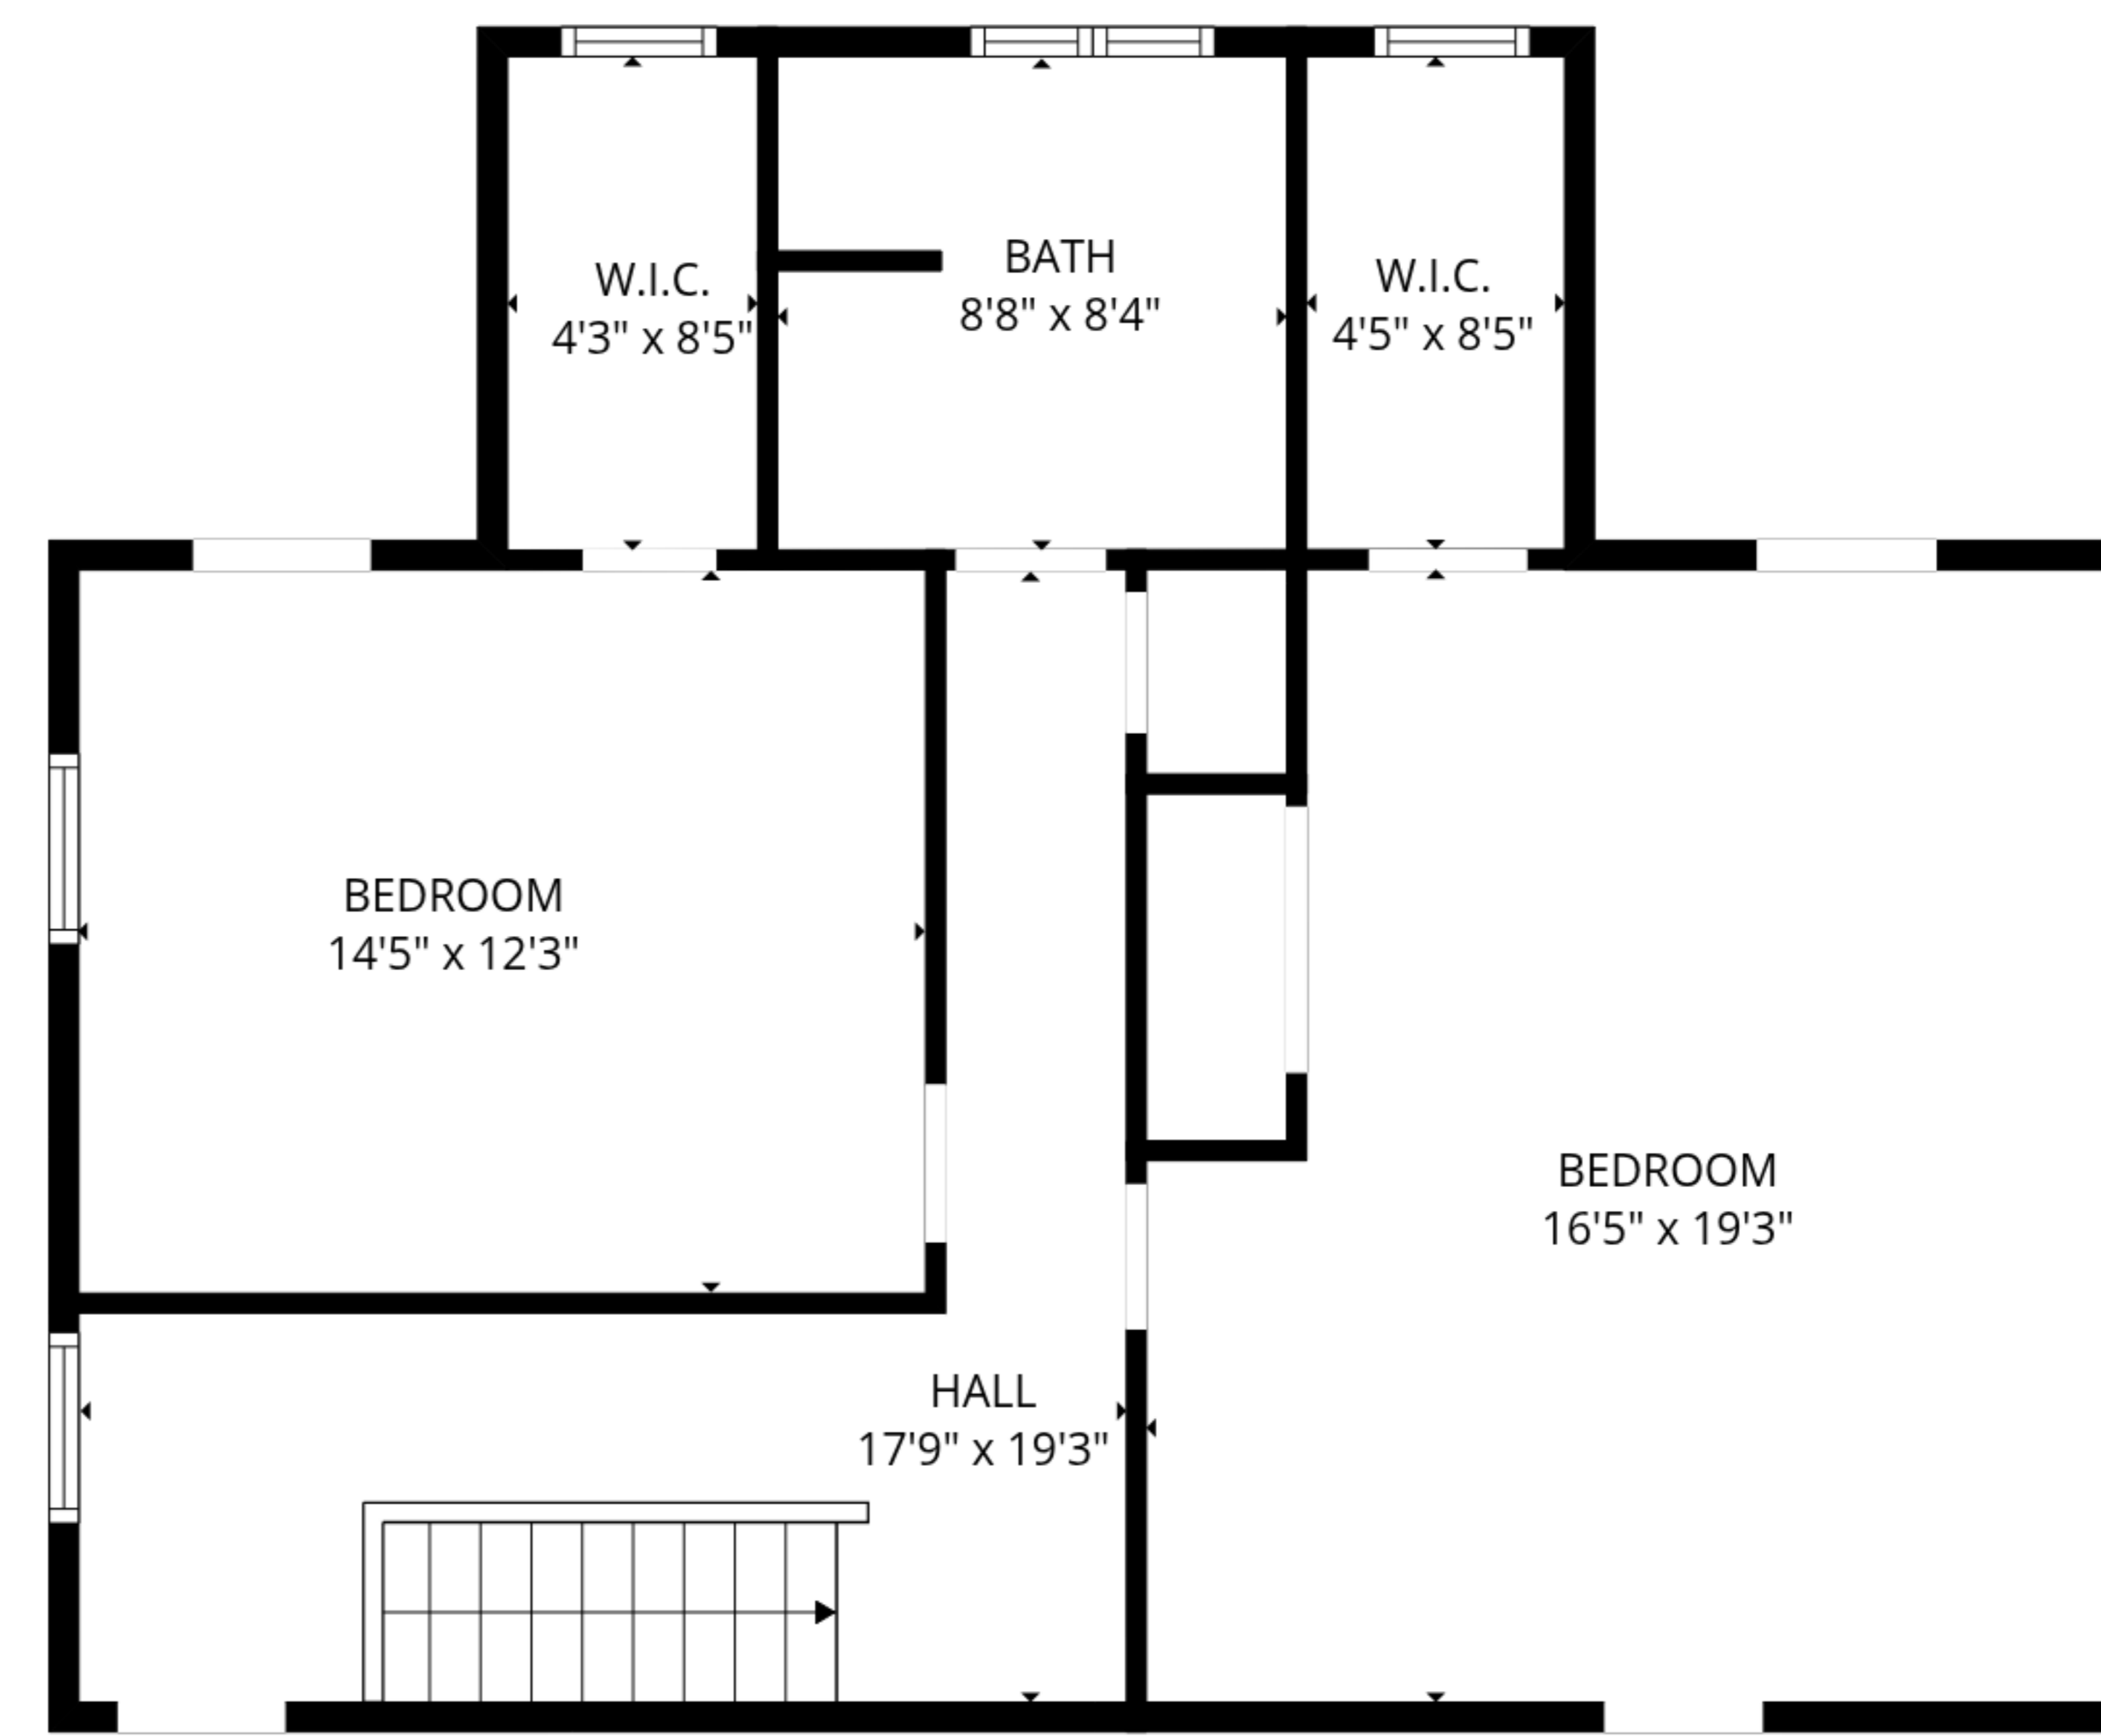 W.I.C.
4'3" x 8'5"
BATH
8'8" x 8'4"
W.I.C.
4'5" x 8'5"
BEDROOM
14'5" x 12'3"
BEDROOM
16'5" x 19'3"
HALL
17'9" x 19'3"